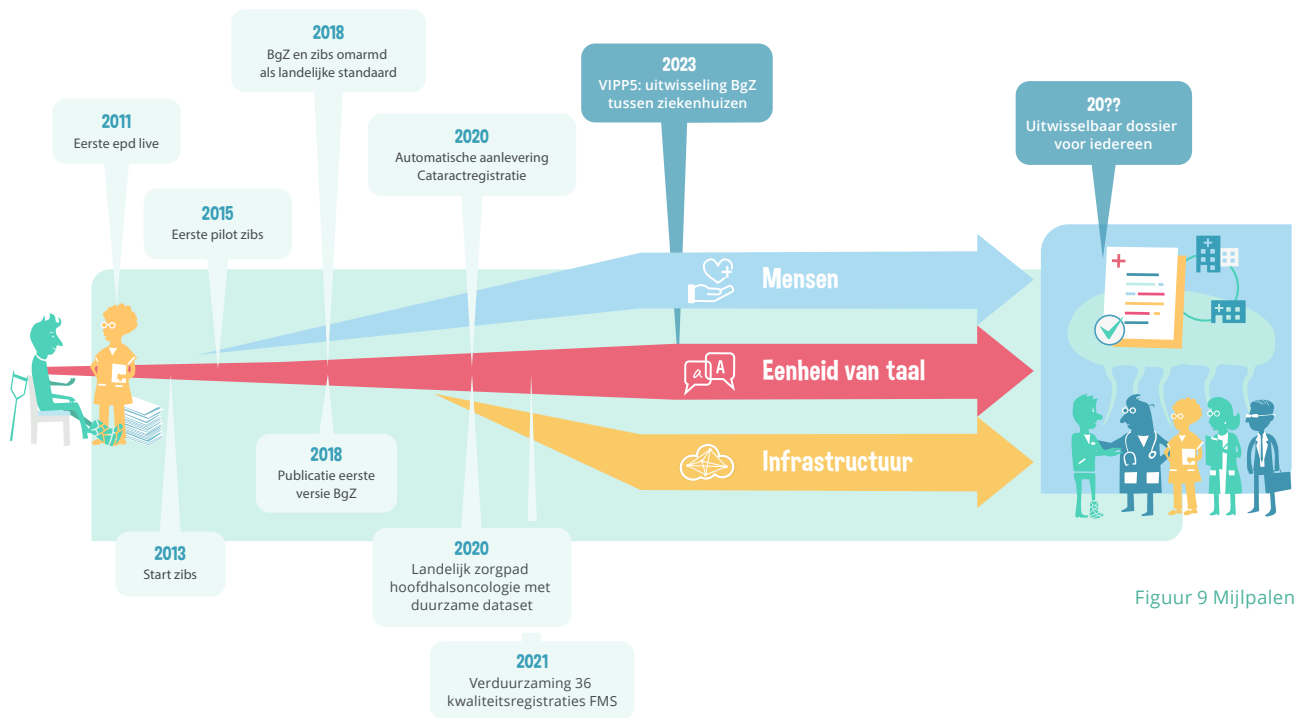 2018
BgZ en zibs omarmd
als landelijke standaard
2023
VIPP5: uitwisseling BgZ
tussen ziekenhuizen
20??
Uitwisselbaar dossier
voor iedereen
2011
Eerste epd live
2020
Automatische aanlevering
Cataractregistratie
2015
Eerste pilot zibs
Mensen
a A
Eenheid van taal
Infrastructuur
2018
Publicatie eerste
versie BgZ
2013
Start zibs
2020
Landelijk zorgpad
hoofdhalsoncologie met
duurzame dataset
Figuur 9 Mijlpalen
2021
Verduurzaming 36
kwaliteitsregistraties FMS